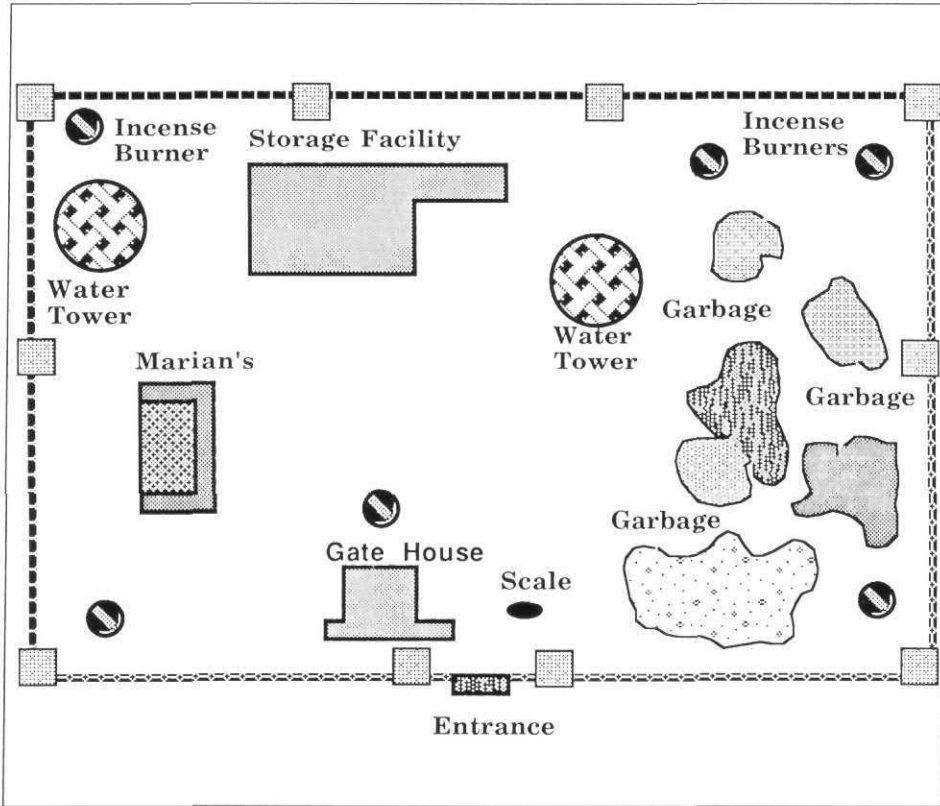 Incense
Burner
Storage Facility
Incense
Burners
Water
Tower
Garbage
Water
Tower
Marian's
Garbage
Garbage
Gate House
Scale
Entrance